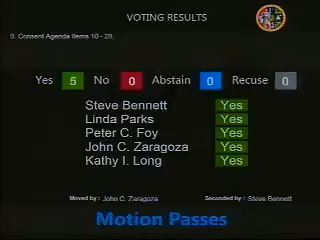 VOTING RESULTS
8. Consent Agenda Items 10 - 28.
Yes 5 No 0 Abstain 0 Recuse 0
Steve Bennett Yes
Linda Parks Yes
Peter C. Foy Yes
John C. Zaragoza Yes
Kathy I. Long Yes
Moved by : John C. Zaragoza Seconded by : Steve Bennett
Motion Passes